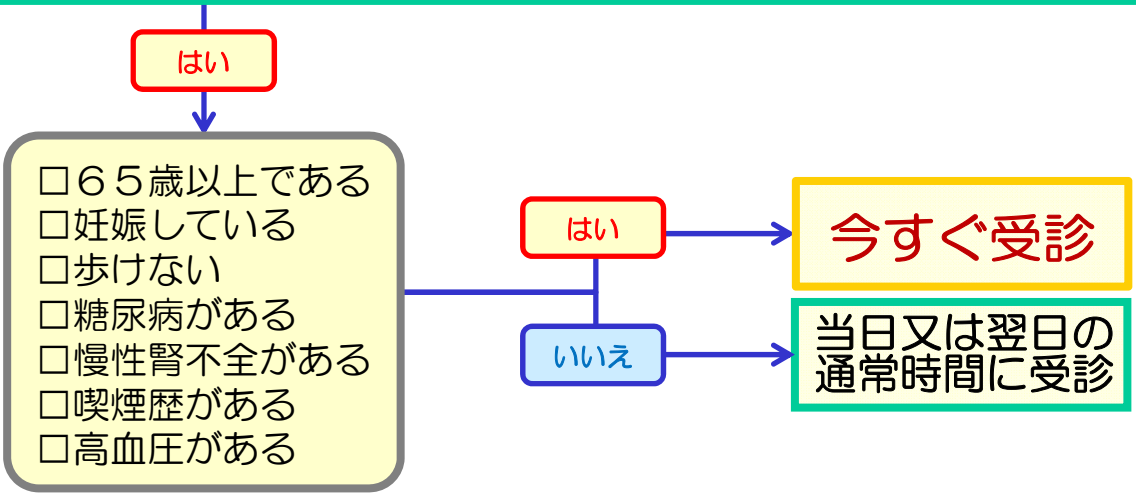 はい
□６５歳以上である
□妊娠している
□歩けない
□糖尿病がある
□慢性腎不全がある
□喫煙歴がある
□高血圧がある
はい
今すぐ受診
いいえ
当日又は翌日の
通常時間に受診